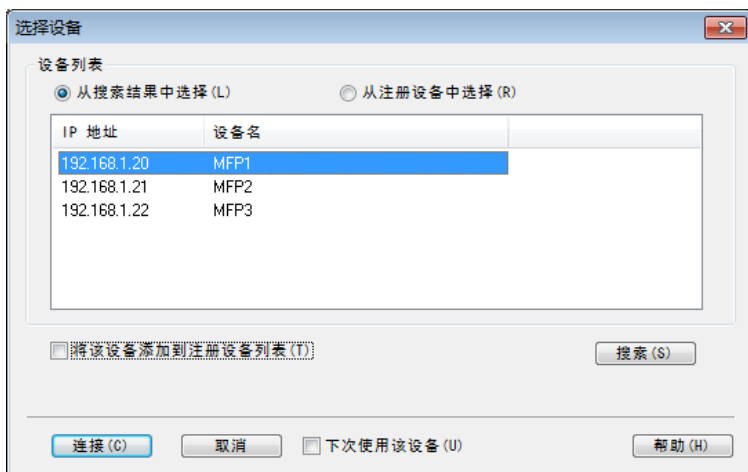 选择设备
设备列表
从搜索结果中选择(L) 从注册设备中选择(R)
IP 地址 设备名
192.168.1.20 MFP1
192.168.1.21 MFP2
192.168.1.22 MFP3
将该设备添加到注册设备列表(T) 搜索(S)
连接(C) 取消 下次使用该设备(U) 帮助(H)